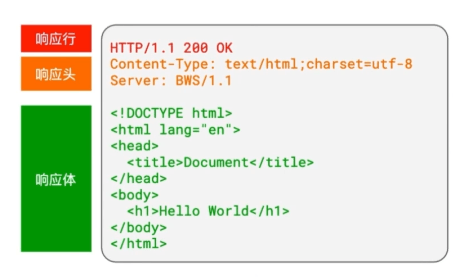 响应行
HTTP/1.1 200 OK
响应头
Content-Type: text/html;charset=utf-8
Server: BWS/1.1
响应体
<!DOCTYPE html>
<html lang="en">
<head>
  <title>Document</title>
</head>
<body>
  <h1>Hello World</h1>
</body>
</html>